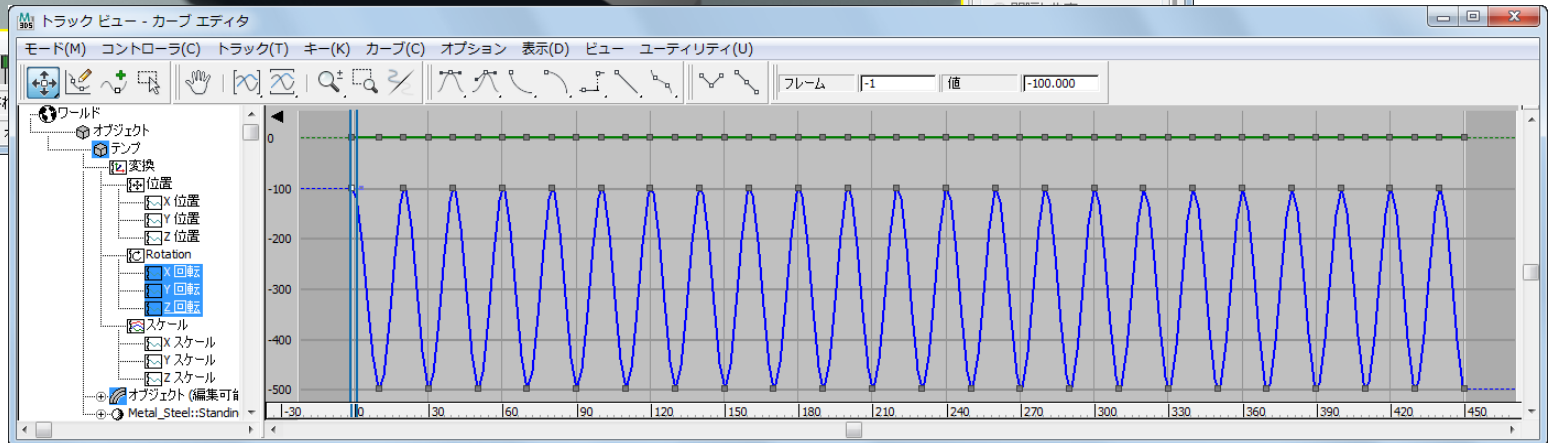 トラック ビュー - カーブ エディタ
モード(M) コントローラ(C) トラック(T) キー(K) カーブ(C) オプション 表示(D) ビュー ユーティリティ(U)
フレーム -1 値 -100.000
ワールド
オブジェクト
テンプ
変換
位置
X 位置
Y 位置
Z 位置
Rotation
X 回転
Y 回転
Z 回転
スケール
X スケール
Y スケール
Z スケール
オブジェクト (編集可能
Metal_Steel::Standin
0
-100
-200
-300
-400
-500
-30 0 30 60 90 120 150 180 210 240 270 300 330 360 390 420 450